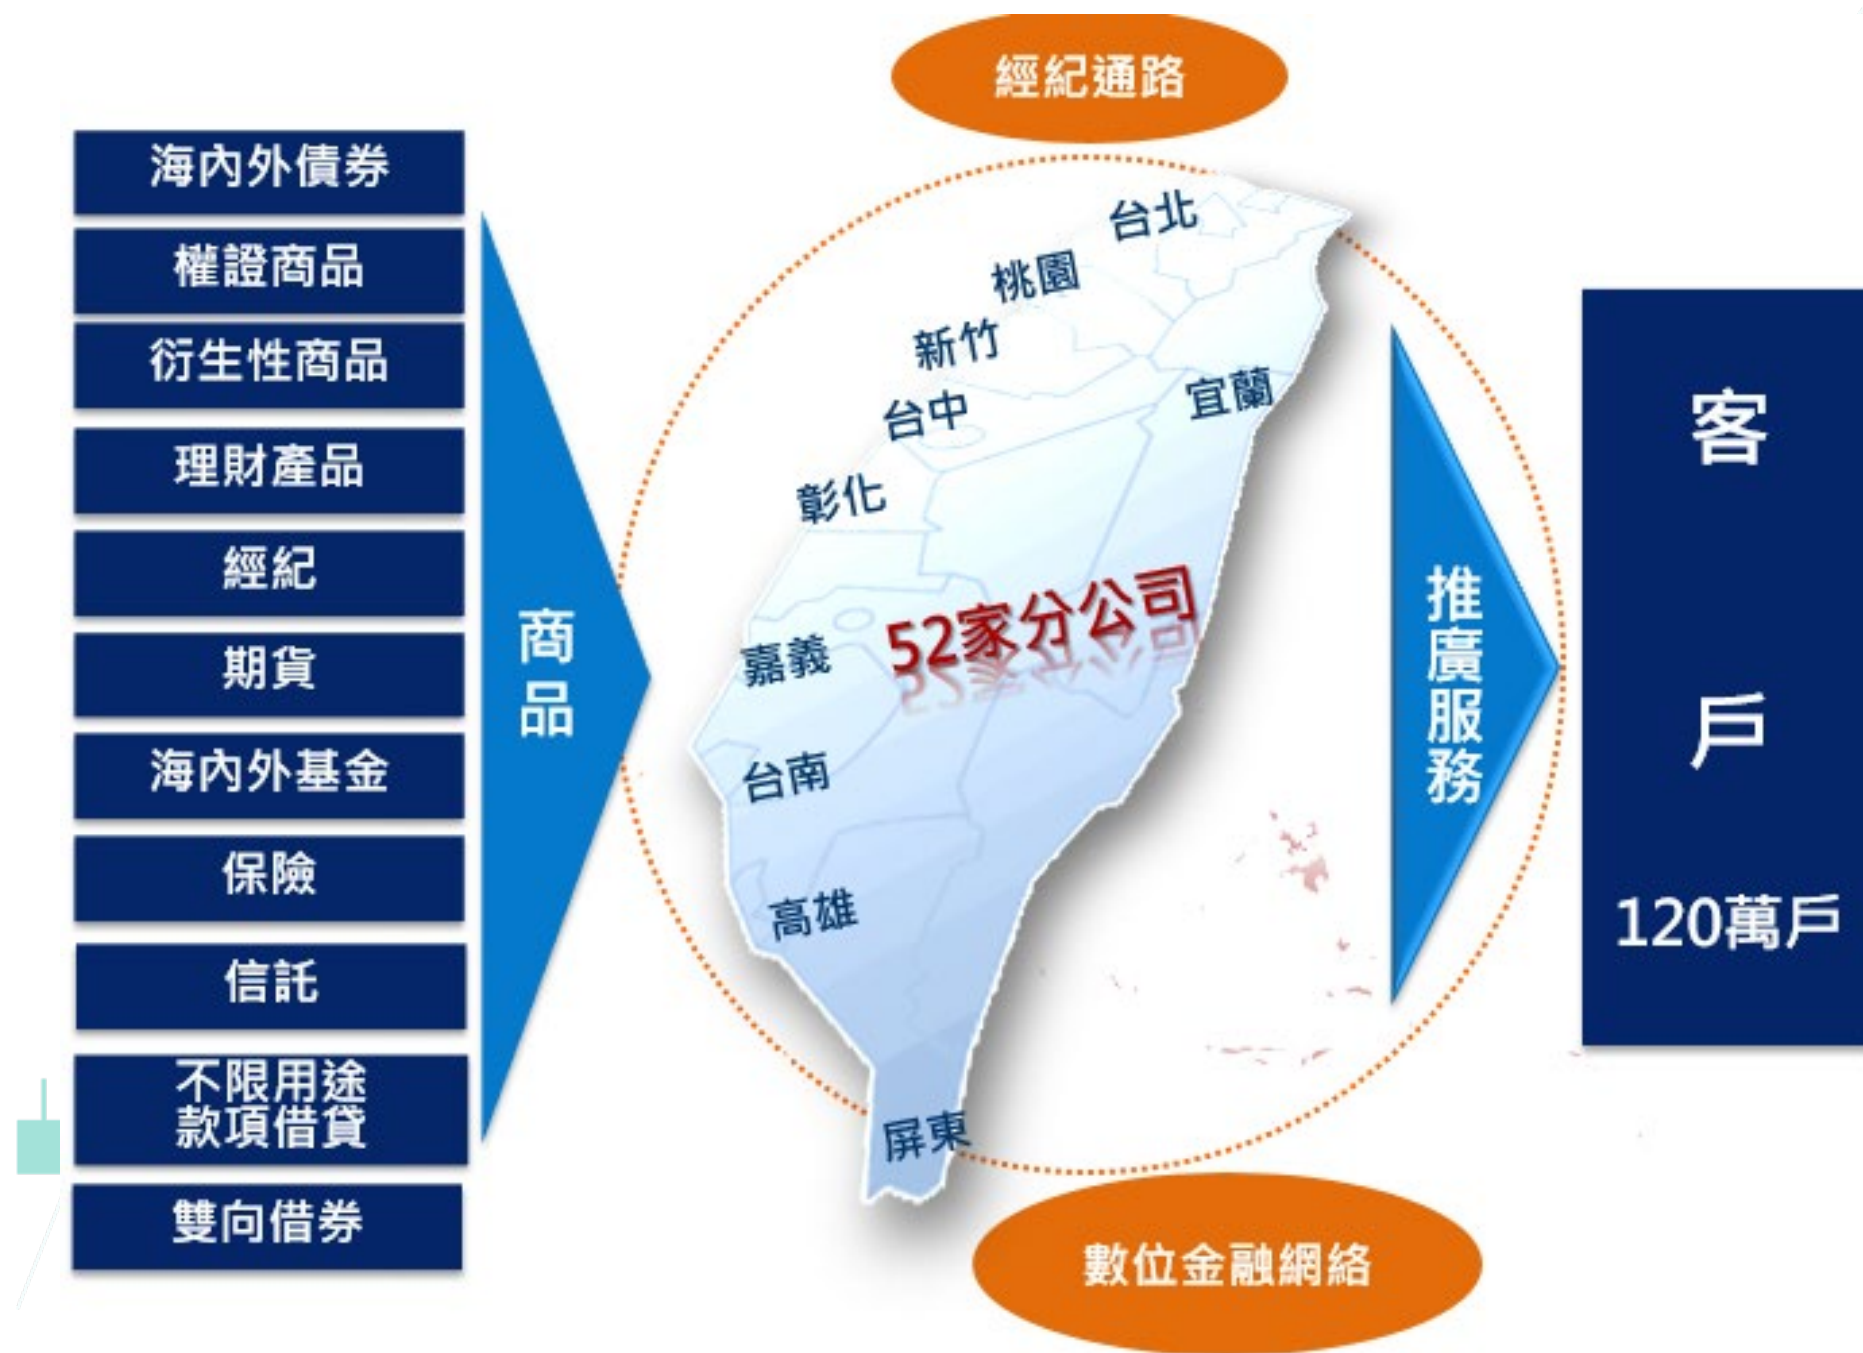 經紀通路
海內外債券
權證商品
衍生性商品
理財產品
經紀
期貨
海內外基金
保險
信託
不限用途
款項借貸
雙向借券
商品
台北
桃園
新竹
宜蘭
台中
彰化
52家分公司
嘉義
台南
高雄
屏東
推廣服務
客戶
120萬戶
數位金融網絡